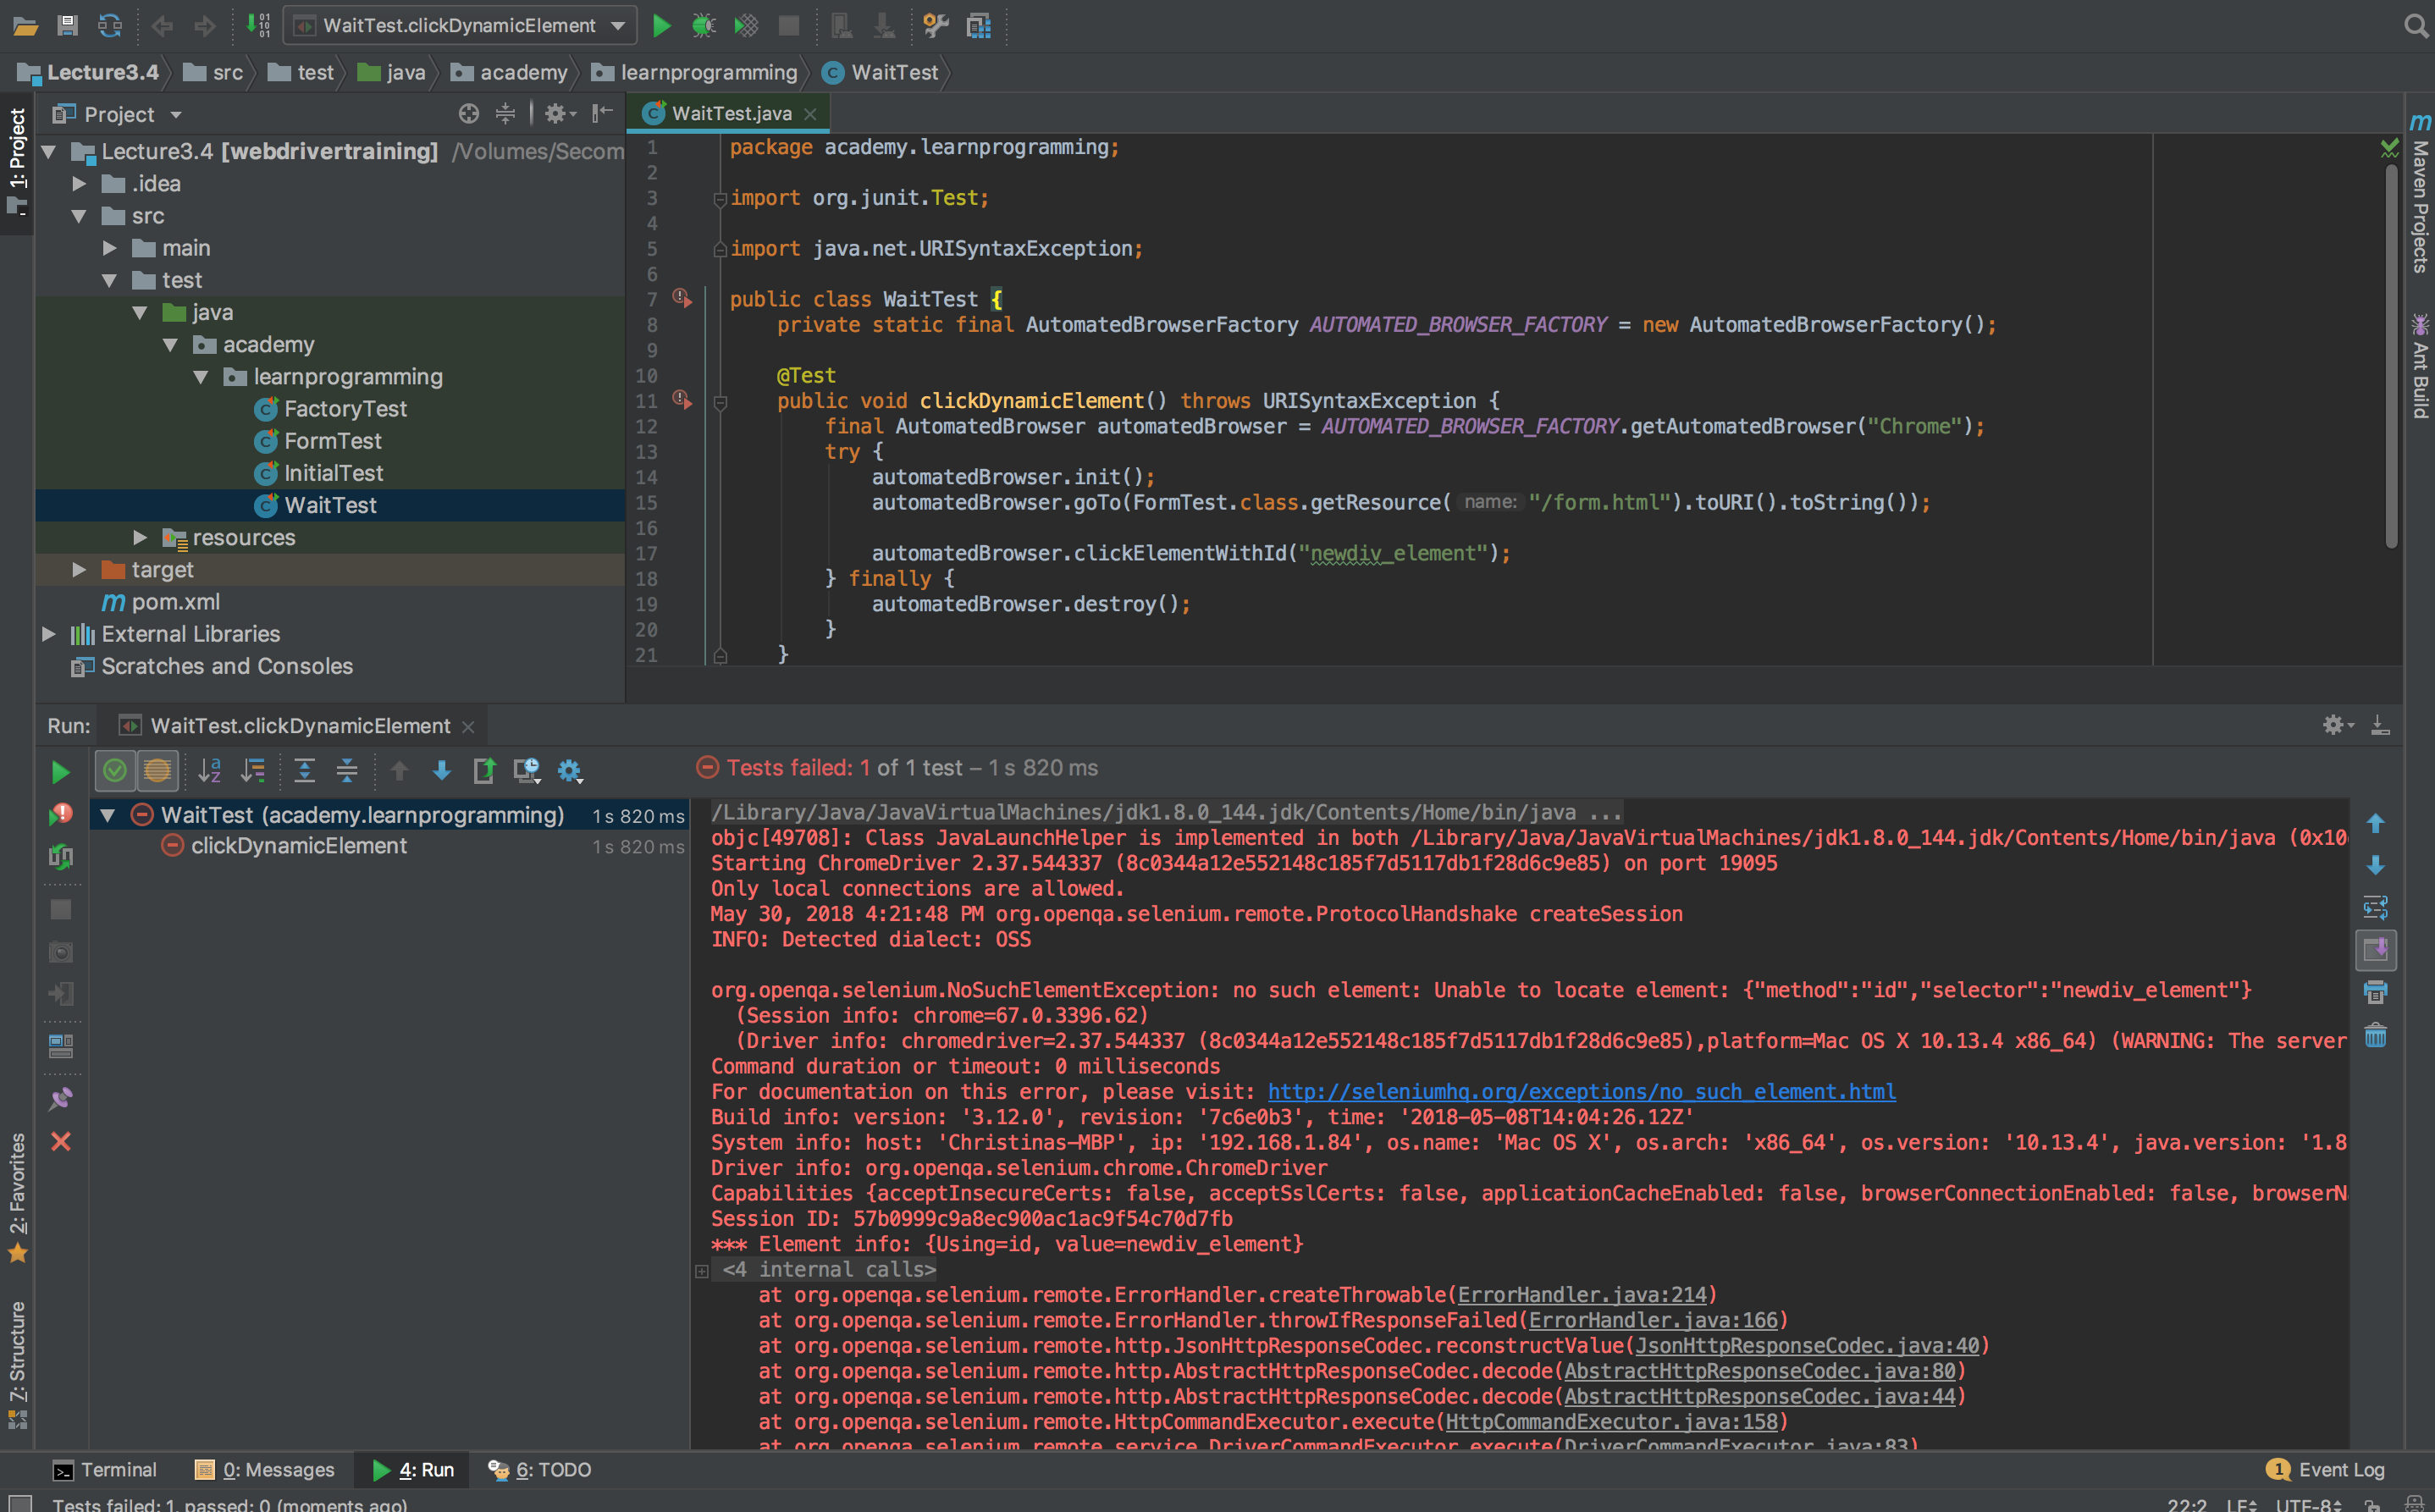 WaitTest.clickDynamicElement
Lecture3.4 src test java academy learnprogramming WaitTest
1: Project
Project
Lecture3.4 [webdrivertraining] /Volumes/Secom
.idea
src
main
test
java
academy
learnprogramming
FactoryTest
FormTest
InitialTest
WaitTest
resources
target
pom.xml
External Libraries
Scratches and Consoles
WaitTest.java
1 package academy.learnprogramming;
2
3 import org.junit.Test;
4
5 import java.net.URISyntaxException;
6
7 public class WaitTest {
8 private static final AutomatedBrowserFactory AUTOMATED_BROWSER_FACTORY = new AutomatedBrowserFactory();
9
10 @Test
11 public void clickDynamicElement() throws URISyntaxException {
12 final AutomatedBrowser automatedBrowser = AUTOMATED_BROWSER_FACTORY.getAutomatedBrowser("Chrome");
13 try {
14 automatedBrowser.init();
15 automatedBrowser.goTo(FormTest.class.getResource( name: "/form.html").toURI().toString());
16
17 automatedBrowser.clickElementWithId("newdiv_element");
18 } finally {
19 automatedBrowser.destroy();
20 }
21 }
Maven Projects
Ant Build
Run: WaitTest.clickDynamicElement
Tests failed: 1 of 1 test – 1 s 820 ms
WaitTest (academy.learnprogramming) 1 s 820 ms
clickDynamicElement 1 s 820 ms
/Library/Java/JavaVirtualMachines/jdk1.8.0_144.jdk/Contents/Home/bin/java ...
objc[49708]: Class JavaLaunchHelper is implemented in both /Library/Java/JavaVirtualMachines/jdk1.8.0_144.jdk/Contents/Home/bin/java (0x10
Starting ChromeDriver 2.37.544337 (8c0344a12e552148c185f7d5117db1f28d6c9e85) on port 19095
Only local connections are allowed.
May 30, 2018 4:21:48 PM org.openqa.selenium.remote.ProtocolHandshake createSession
INFO: Detected dialect: OSS
org.openqa.selenium.NoSuchElementException: no such element: Unable to locate element: {"method":"id","selector":"newdiv_element"}
(Session info: chrome=67.0.3396.62)
(Driver info: chromedriver=2.37.544337 (8c0344a12e552148c185f7d5117db1f28d6c9e85),platform=Mac OS X 10.13.4 x86_64) (WARNING: The server
Command duration or timeout: 0 milliseconds
For documentation on this error, please visit: http://seleniumhq.org/exceptions/no_such_element.html
Build info: version: '3.12.0', revision: '7c6e0b3', time: '2018-05-08T14:04:26.12Z'
System info: host: 'Christinas-MBP', ip: '192.168.1.84', os.name: 'Mac OS X', os.arch: 'x86_64', os.version: '10.13.4', java.version: '1.8
Driver info: org.openqa.selenium.chrome.ChromeDriver
Capabilities {acceptInsecureCerts: false, acceptSslCerts: false, applicationCacheEnabled: false, browserConnectionEnabled: false, browserNa
Session ID: 57b0999c9a8ec900ac1ac9f54c70d7fb
*** Element info: {Using=id, value=newdiv_element}
<4 internal calls>
at org.openqa.selenium.remote.ErrorHandler.createThrowable(ErrorHandler.java:214)
at org.openqa.selenium.remote.ErrorHandler.throwIfResponseFailed(ErrorHandler.java:166)
at org.openqa.selenium.remote.http.JsonHttpResponseCodec.reconstructValue(JsonHttpResponseCodec.java:40)
at org.openqa.selenium.remote.http.AbstractHttpResponseCodec.decode(AbstractHttpResponseCodec.java:80)
at org.openqa.selenium.remote.http.AbstractHttpResponseCodec.decode(AbstractHttpResponseCodec.java:44)
at org.openqa.selenium.remote.HttpCommandExecutor.execute(HttpCommandExecutor.java:158)
at org.openqa.selenium.remote.service.DriverCommandExecutor.execute(DriverCommandExecutor.java:83)
2: Favorites
7: Structure
Terminal 0: Messages 4: Run 6: TODO 1 Event Log
Tests failed: 1, passed: 0 (moments ago) 22:2 LF UTF-8